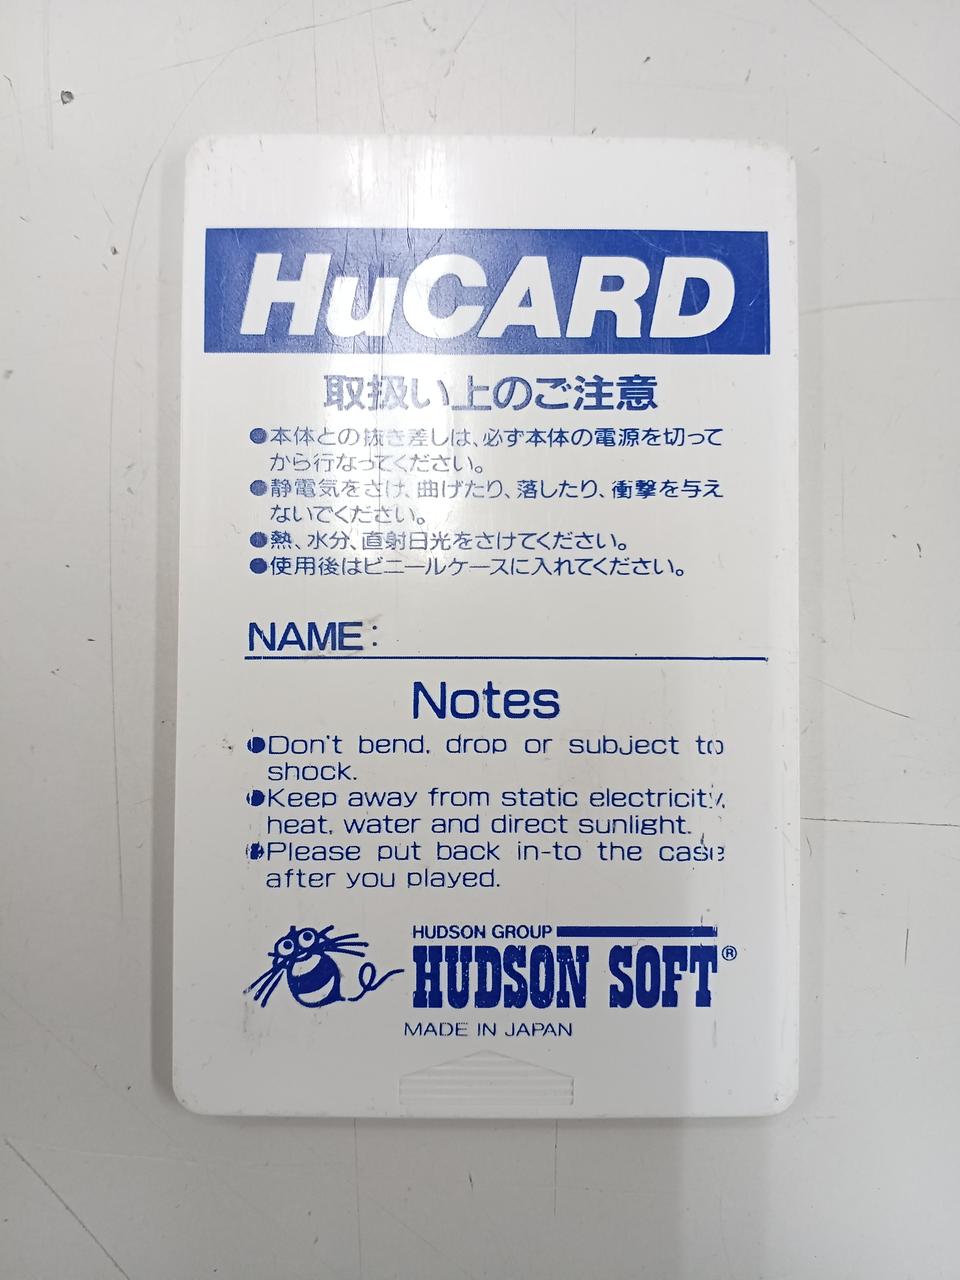 HuCARD
取扱い上のご注意
●本体との抜き差しは、必ず本体の電源を切って
から行なってください。
●静電気をさけ、曲げたり、落したり、衝撃を与え
ないでください。
●熱、水分、直射日光をさけてください。
●使用後はビニールケースに入れてください。
NAME:
Notes
●Don't bend, drop or subject to
shock.
●Keep away from static electricity,
heat, water and direct sunlight.
●Please put back in-to the case
after you played.
HUDSON GROUP
HUDSON SOFT®
MADE IN JAPAN